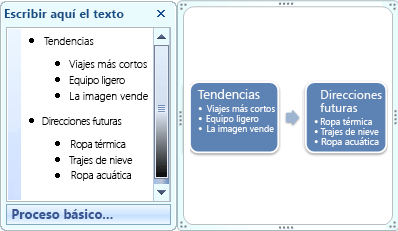 Escribir aquí el texto
Tendencias
Viajes más cortos
Equipo ligero
La imagen vende
Direcciones futuras
Ropa térmica
Trajes de nieve
Ropa acuática
Proceso básico...
Tendencias
Viajes más cortos
Equipo ligero
La imagen vende
Direcciones
futuras
Ropa térmica
Trajes de nieve
Ropa acuática